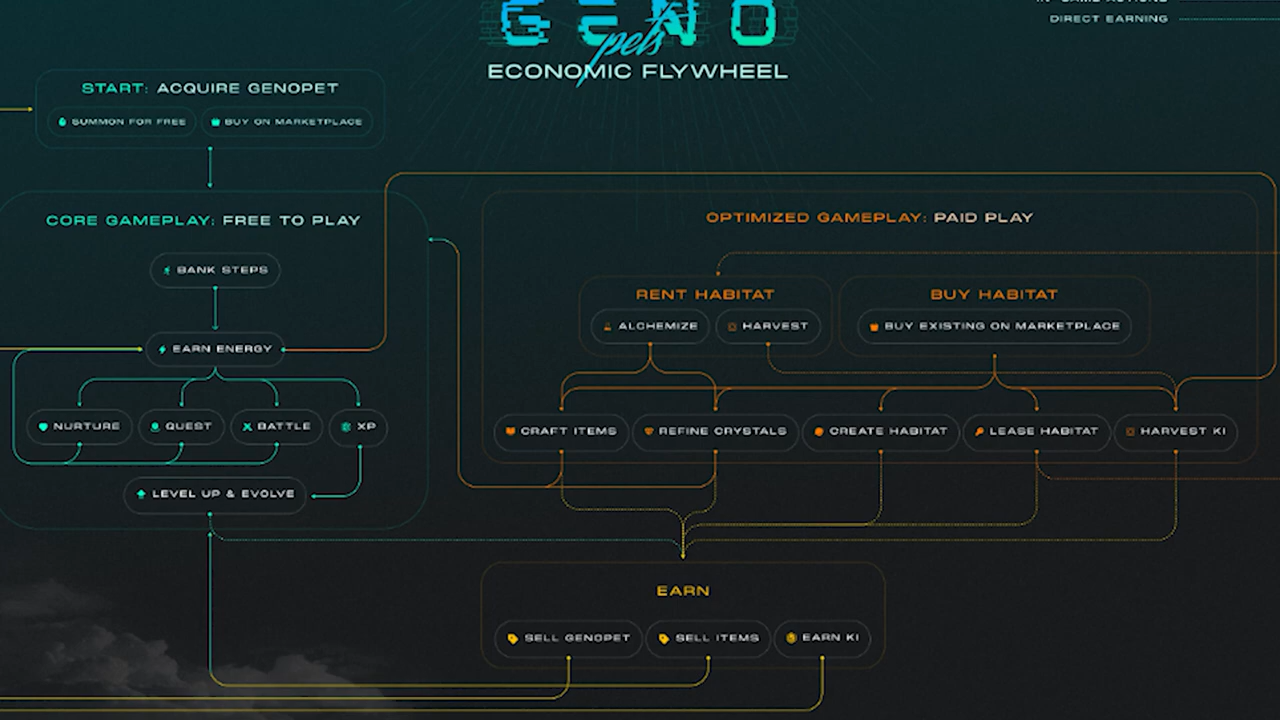 GENO
pets
ECONOMIC FLYWHEEL
IN-GAME ACTIONS
DIRECT EARNING
START: ACQUIRE GENOPET
SUMMON FOR FREE
BUY ON MARKETPLACE
CORE GAMEPLAY: FREE TO PLAY
BANK STEPS
EARN ENERGY
NURTURE
QUEST
BATTLE
XP
LEVEL UP & EVOLVE
OPTIMIZED GAMEPLAY: PAID PLAY
RENT HABITAT
ALCHEMIZE
HARVEST
BUY HABITAT
BUY EXISTING ON MARKETPLACE
CRAFT ITEMS
REFINE CRYSTALS
CREATE HABITAT
LEASE HABITAT
HARVEST KI
EARN
SELL GENOPET
SELL ITEMS
EARN KI